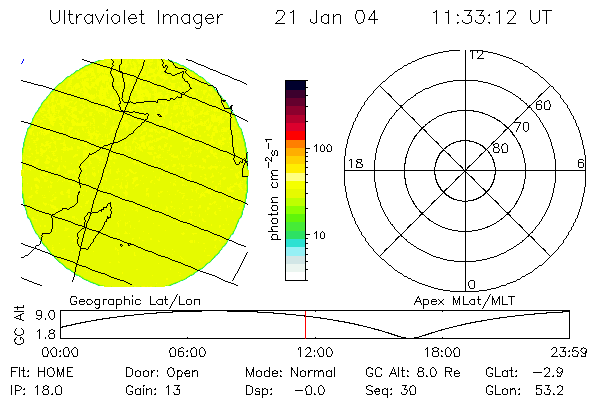 Ultraviolet Imager 21 Jan 04 11:33:12 UT
12
60
70
80
18
6
0
100
10
photon cm−2s−1
Geographic Lat/Lon
Apex MLat/MLT
GC Alt
9.0
1.8
00:00 06:00 12:00 18:00 23:59
Flt: HOME Door: Open Mode: Normal GC Alt: 8.0 Re GLat: −2.9
IP: 18.0 Gain: 13 Dsp: −0.0 Seq: 30 GLon: 53.2